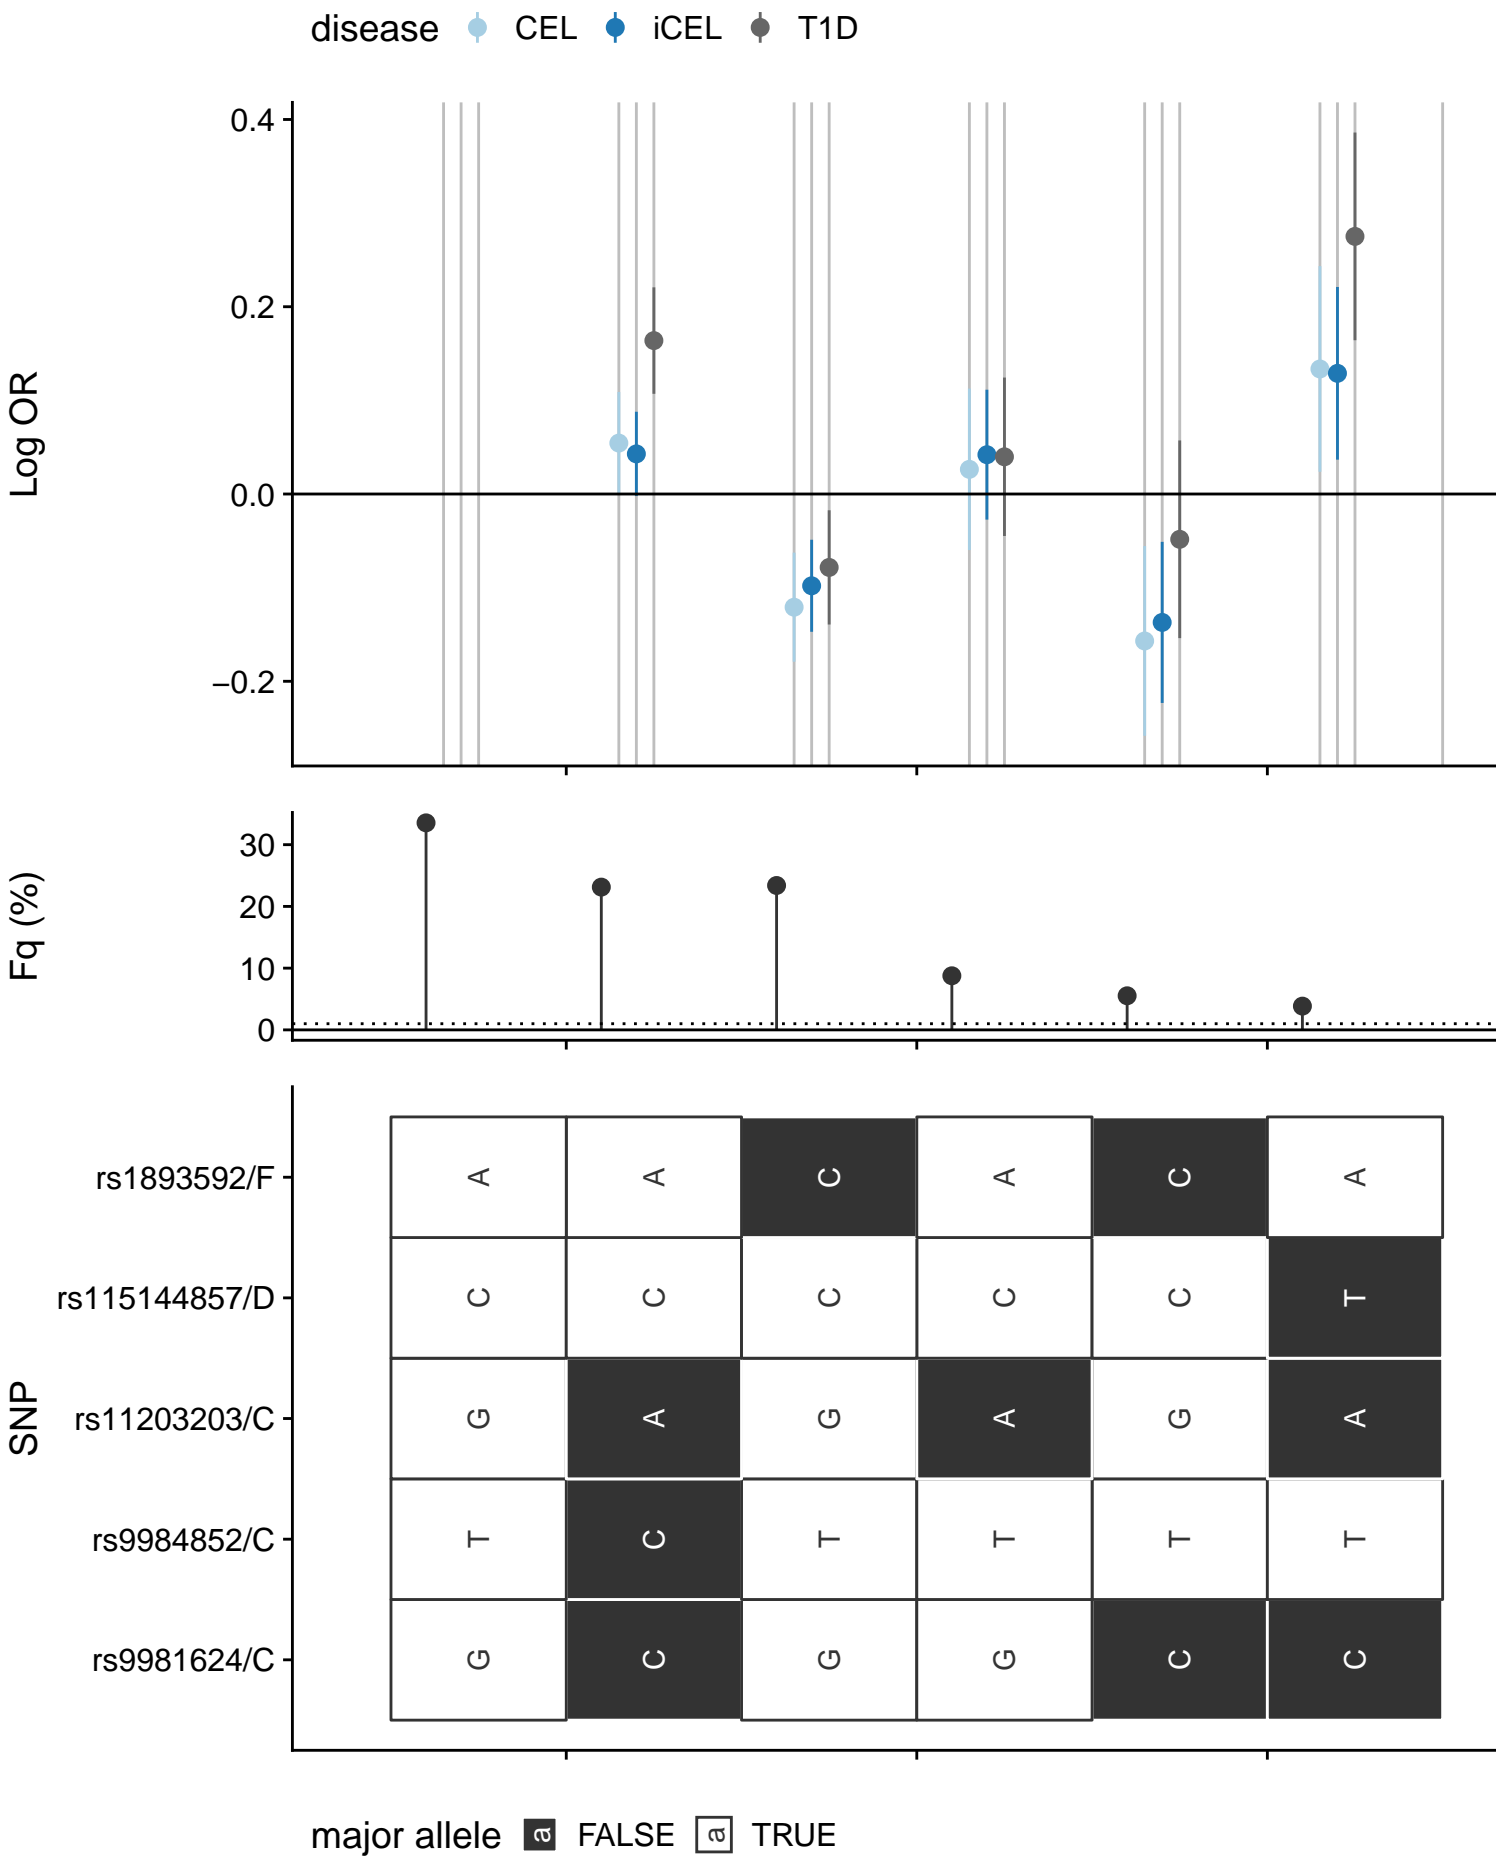 disease CEL iCEL T1D
Log OR
0.4
0.2
0.0
−0.2
Fq (%)
30
20
10
0
SNP
rs1893592/F A A C A C A
rs115144857/D C C C C C T
rs11203203/C G A G A G A
rs9984852/C T C T T T T
rs9981624/C G C G G C C
major allele a FALSE a TRUE